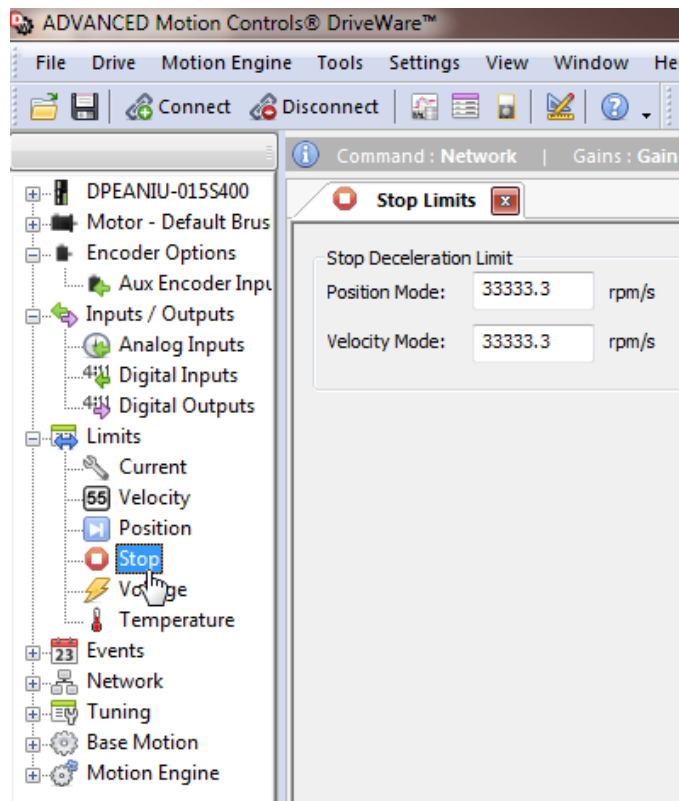 ADVANCED Motion Controls® DriveWare™
File Drive Motion Engine Tools Settings View Window He
Connect Disconnect
Command : Network | Gains : Gain
DPEANIU-015S400
Motor - Default Brus
Encoder Options
Aux Encoder Inpu
Inputs / Outputs
Analog Inputs
Digital Inputs
Digital Outputs
Limits
Current
55 Velocity
Position
Stop
Temperature
23 Events
Network
Tuning
Base Motion
Motion Engine
Stop Limits
Stop Deceleration Limit
Position Mode: 33333.3 rpm/s
Velocity Mode: 33333.3 rpm/s